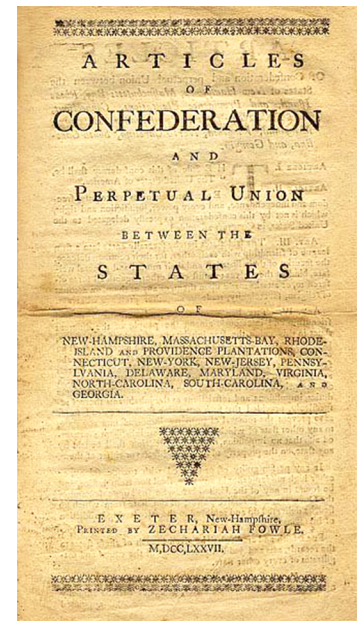 ARTICLES
OF
CONFEDERATION
AND
PERPETUAL UNION
BETWEEN THE
STATES
OF
NEW-HAMPSHIRE, MASSACHUSETTS-BAY, RHODE-
ISLAND AND PROVIDENCE PLANTATIONS, CON-
NECTICUT, NEW-YORK, NEW-JERSEY, PENNSY-
LVANIA, DELAWARE, MARYLAND, VIRGINIA,
NORTH-CAROLINA, SOUTH-CAROLINA, AND
GEORGIA.
EXETER, New-Hampſhire,
PRINTED BY ZECHARIAH FOWLE.
M,DCC,LXXVII.